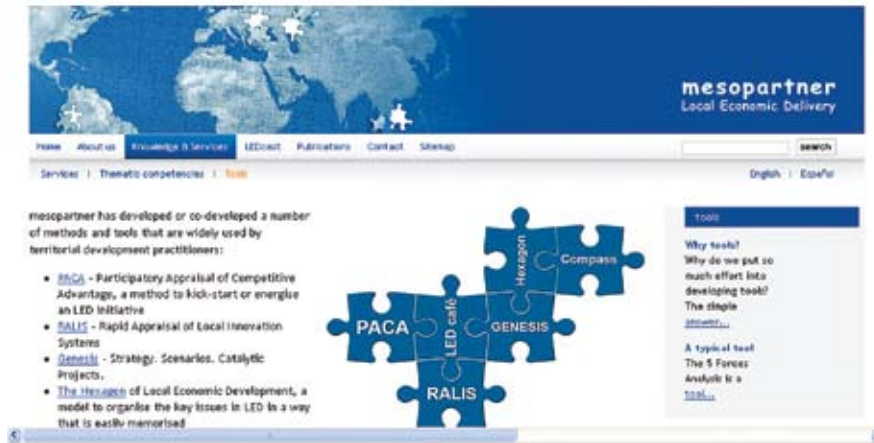 mesopartner
Local Economic Delivery
Home About us Knowledge & Services LEDcast Publications Contact Sitemap
search
Services | Thematic competencies | Tools
English | Español
mesopartner has developed or co-developed a number
of methods and tools that are widely used by
territorial development practitioners:
• PACA - Participatory Appraisal of Competitive
Advantage, a method to kick-start or energise
an LED initiative
• RALIS - Rapid Appraisal of Local Innovation
Systems
• Genesis - Strategy. Scenarios. Catalytic
Projects.
• The Hexagon of Local Economic Development, a
model to organise the key issues in LED in a way
that is easily memorised
Hexagon
Compass
PACA
LED café
GENESIS
RALIS
Tools
Why tools?
Why do we put so
much effort into
developing tools?
The simple
answer...
A typical tool
The 5 Forces
Analysis is a
tool...